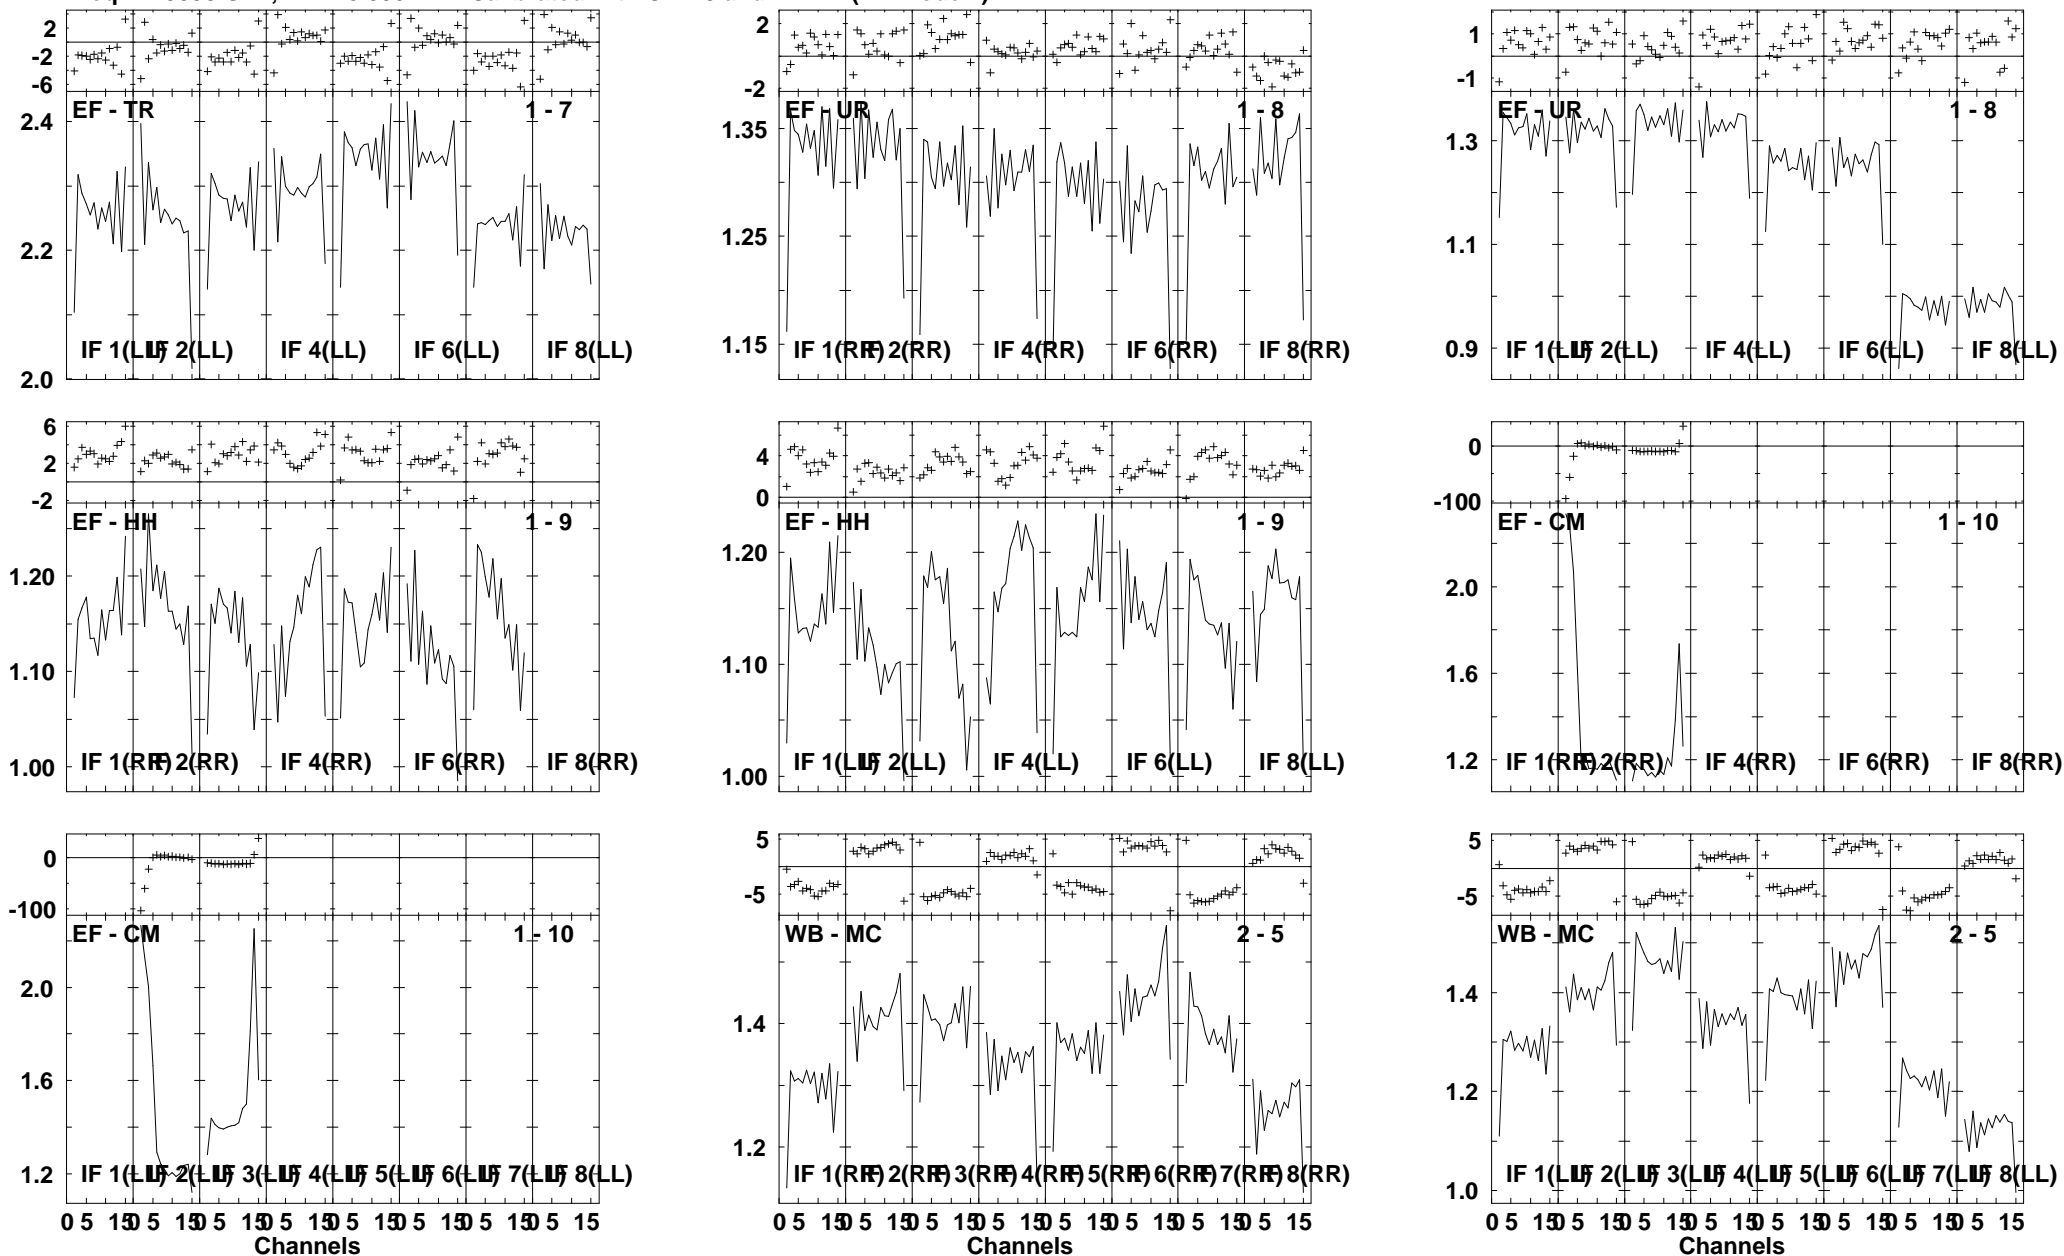 2
-2
-6
EF - TR
1 - 7
2.4
2.2
2.0
IF 1(LL)
IF 2(LL)
IF 4(LL)
IF 6(LL)
IF 8(LL)
2
0
-2
EF - UR
1 - 8
1.35
1.25
1.15
IF 1(RR)
IF 2(RR)
IF 4(RR)
IF 6(RR)
IF 8(RR)
1
-1
EF - UR
1 - 8
1.3
1.1
0.9
IF 1(LL)
IF 2(LL)
IF 4(LL)
IF 6(LL)
IF 8(LL)
6
2
-2
EF - HH
1 - 9
1.20
1.10
1.00
IF 1(RR)
IF 2(RR)
IF 4(RR)
IF 6(RR)
IF 8(RR)
4
0
EF - HH
1 - 9
1.20
1.10
1.00
IF 1(LL)
IF 2(LL)
IF 4(LL)
IF 6(LL)
IF 8(LL)
0
-100
EF - CM
1 - 10
2.0
1.6
1.2
IF 1(RR)
IF 2(RR)
IF 4(RR)
IF 6(RR)
IF 8(RR)
0
-100
EF - CM
1 - 10
2.0
1.6
1.2
IF 1(LL)
IF 2(LL)
IF 3(LL)
IF 4(LL)
IF 5(LL)
IF 6(LL)
IF 7(LL)
IF 8(LL)
0 5 15 0 5 15 0 5 15 0 5 15 0 5 15 0 5 15 0 5 15 0 5 15
Channels
5
-5
WB - MC
2 - 5
1.4
1.2
IF 1(RR)
IF 2(RR)
IF 3(RR)
IF 4(RR)
IF 5(RR)
IF 6(RR)
IF 7(RR)
IF 8(RR)
0 5 15 0 5 15 0 5 15 0 5 15 0 5 15 0 5 15 0 5 15 0 5 15
Channels
5
-5
WB - MC
2 - 5
1.4
1.2
1.0
IF 1(LL)
IF 2(LL)
IF 3(LL)
IF 4(LL)
IF 5(LL)
IF 6(LL)
IF 7(LL)
IF 8(LL)
0 5 15 0 5 15 0 5 15 0 5 15 0 5 15 0 5 15 0 5 15 0 5 15
Channels